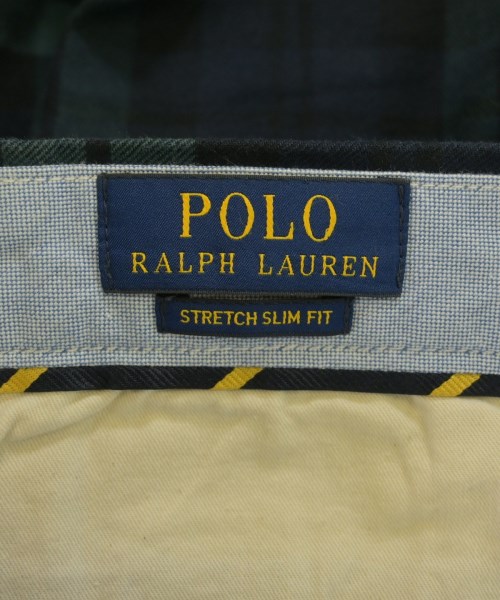 POLO
RALPH LAUREN
STRETCH SLIM FIT